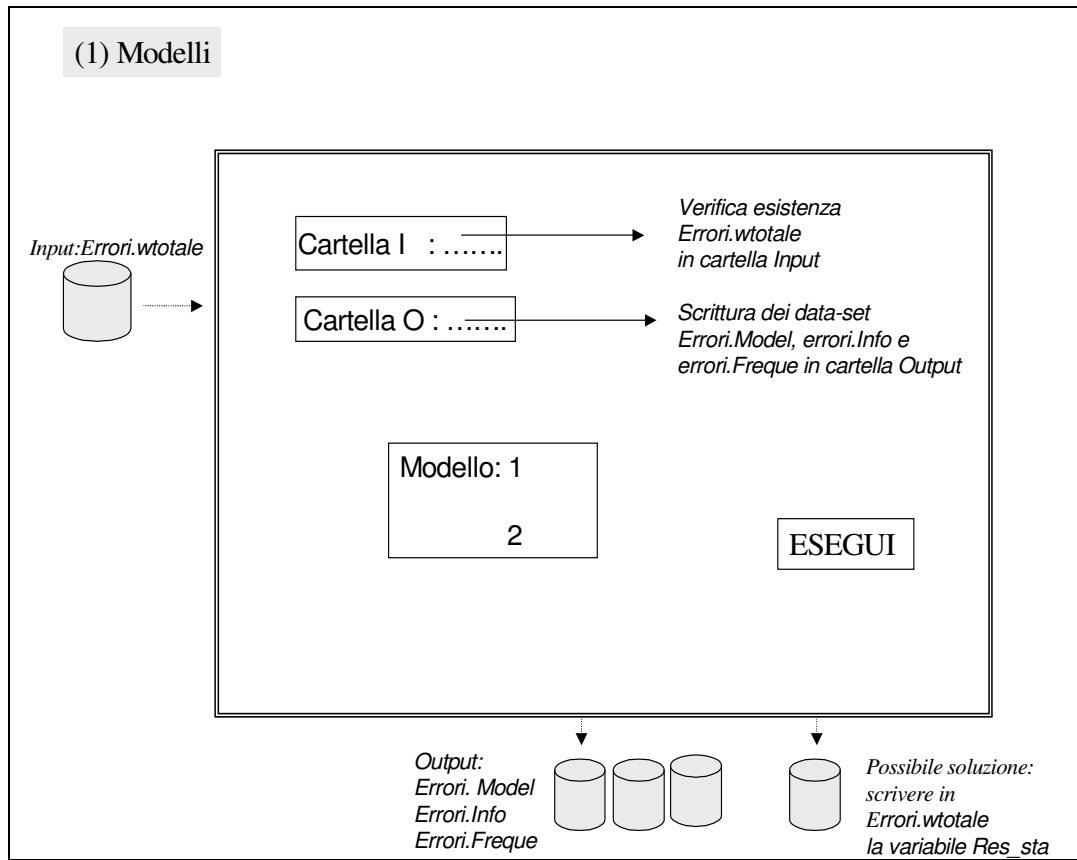 (1) Modelli
Input:Errori.wtotale
Cartella I : …….
Verifica esistenza
Errori.wtotale
in cartella Input
Cartella O : …….
Scrittura dei data-set
Errori.Model, errori.Info e
errori.Freque in cartella Output
Modello: 1
2
ESEGUI
Output:
Errori. Model
Errori.Info
Errori.Freque
Possibile soluzione:
scrivere in
Errori.wtotale
la variabile Res_sta